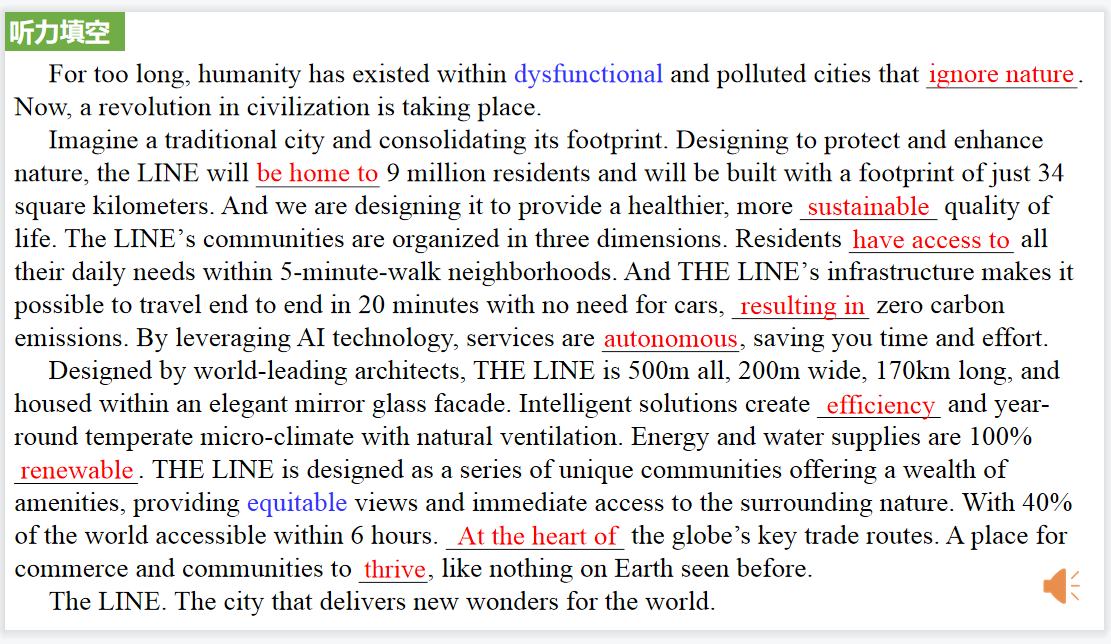 听力填空
For too long, humanity has existed within dysfunctional and polluted cities that ignore nature.
Now, a revolution in civilization is taking place.
Imagine a traditional city and consolidating its footprint. Designing to protect and enhance
nature, the LINE will be home to 9 million residents and will be built with a footprint of just 34
square kilometers. And we are designing it to provide a healthier, more sustainable quality of
life. The LINE’s communities are organized in three dimensions. Residents have access to all
their daily needs within 5-minute-walk neighborhoods. And THE LINE’s infrastructure makes it
possible to travel end to end in 20 minutes with no need for cars, resulting in zero carbon
emissions. By leveraging AI technology, services are autonomous, saving you time and effort.
Designed by world-leading architects, THE LINE is 500m all, 200m wide, 170km long, and
housed within an elegant mirror glass facade. Intelligent solutions create efficiency and year-
round temperate micro-climate with natural ventilation. Energy and water supplies are 100%
renewable. THE LINE is designed as a series of unique communities offering a wealth of
amenities, providing equitable views and immediate access to the surrounding nature. With 40%
of the world accessible within 6 hours. At the heart of the globe’s key trade routes. A place for
commerce and communities to thrive, like nothing on Earth seen before.
The LINE. The city that delivers new wonders for the world.